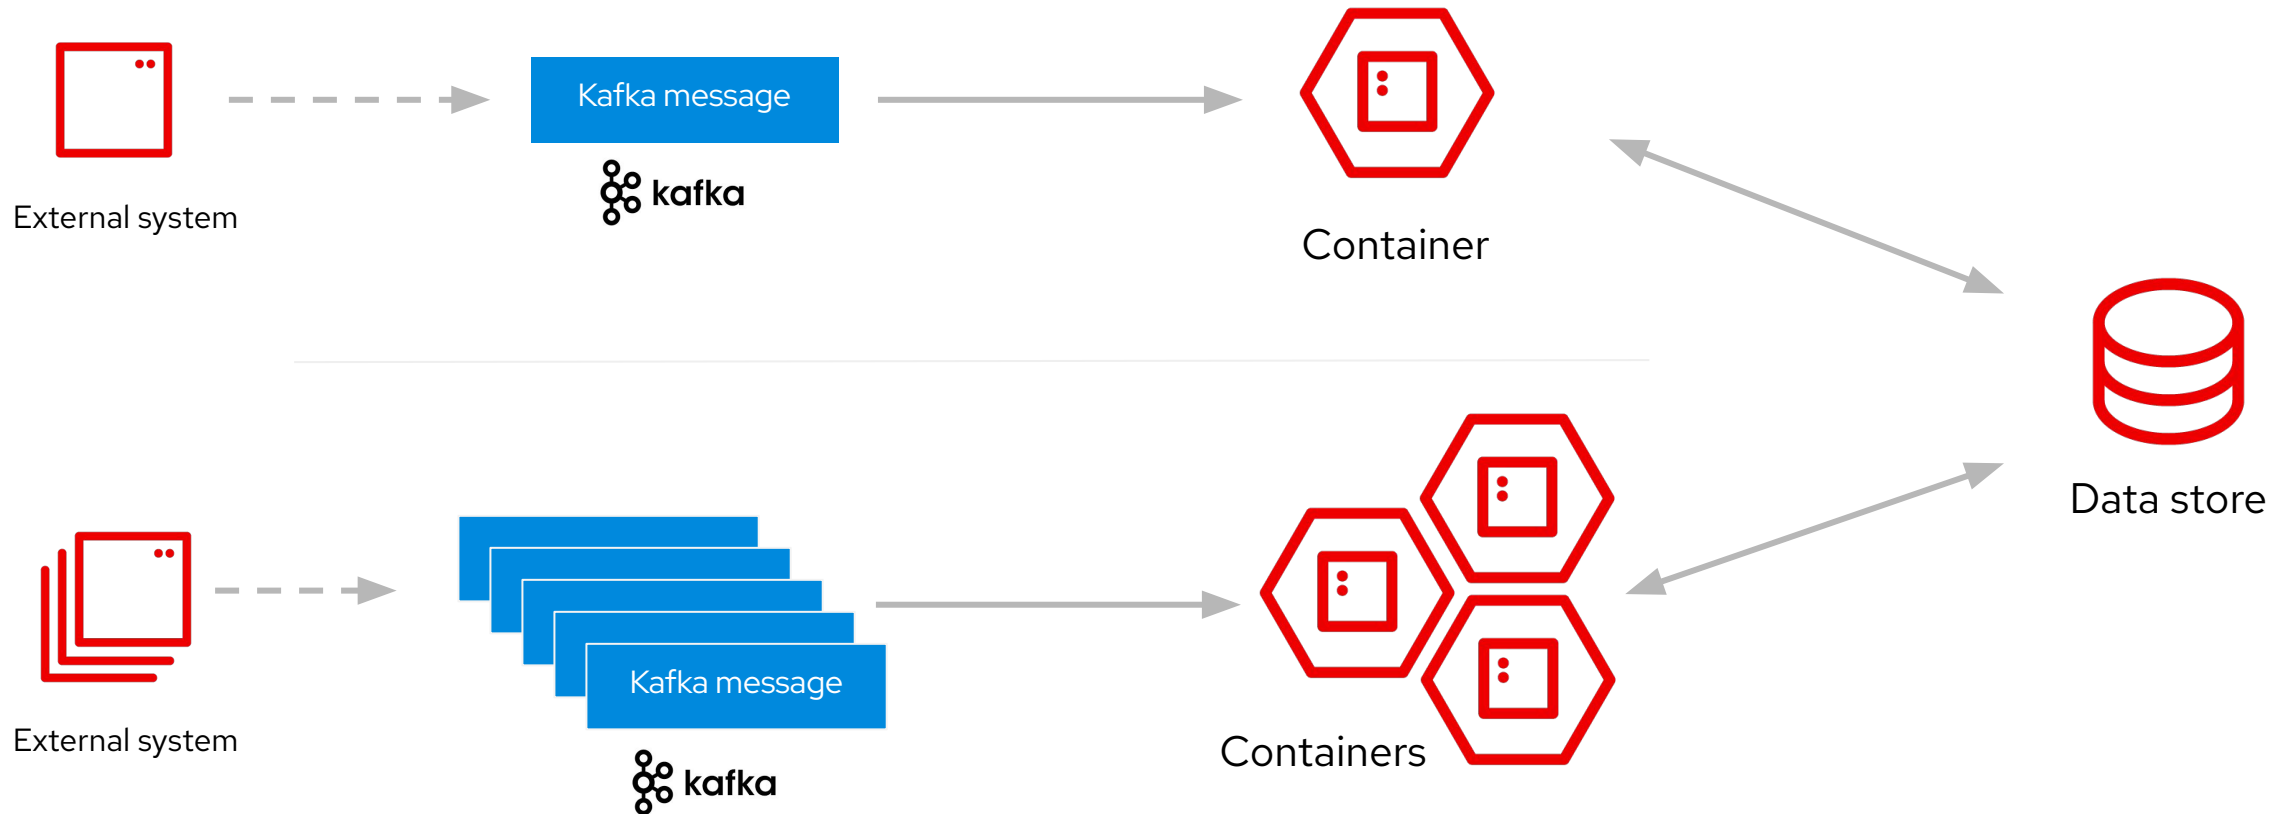 Kafka message
kafka
External system
Container
Data store
Kafka message
External system
Containers
kafka